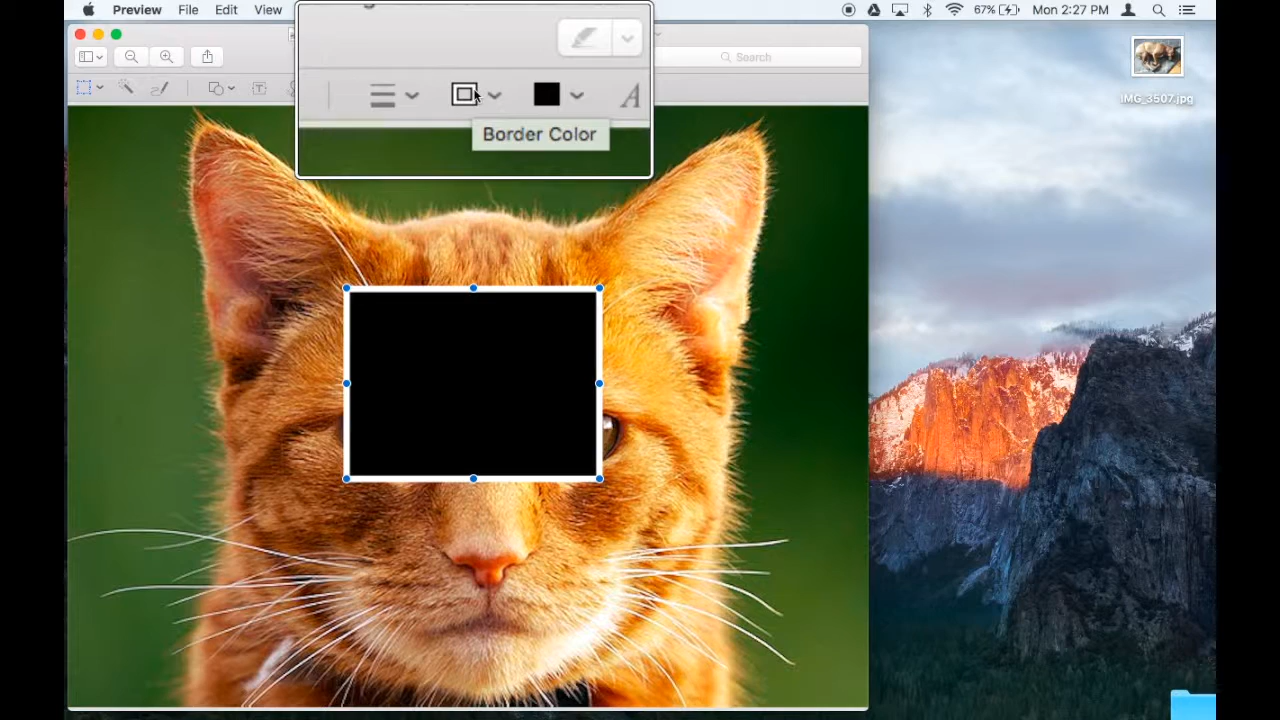 Preview File Edit View 67% Mon 2:27 PM
Search
A
Border Color
T
IMG_3507.jpg